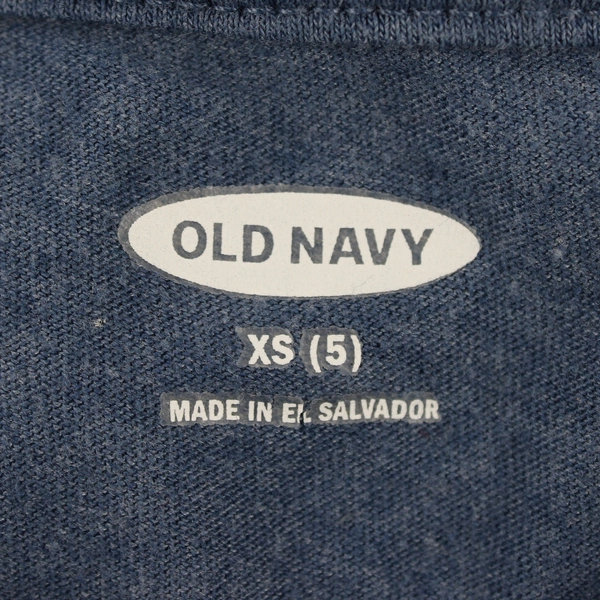 OLD NAVY
XS (5)
MADE IN EL SALVADOR